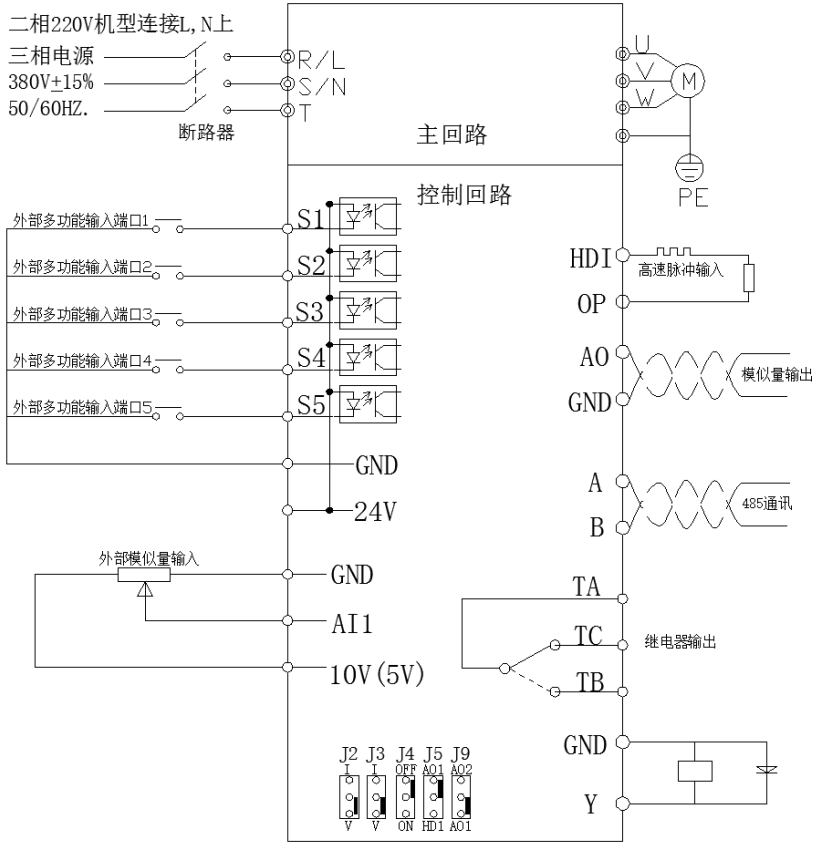 二相220V机型连接L,N上
三相电源
380V±15%
50/60HZ.
断路器
R/L
S/N
T
主回路
U
V
W
M
PE
控制回路
外部多功能输入端口1
S1
外部多功能输入端口2
S2
外部多功能输入端口3
S3
外部多功能输入端口4
S4
外部多功能输入端口5
S5
GND
24V
外部模似量输入
GND
AI1
10V(5V)
HDI
高速脉冲输入
OP
AO
模似量输出
GND
A
485通讯
B
TA
TC
继电器输出
TB
GND
Y
J2 J3 J4 J5 J9
I I OFF AO1 AO2
V V ON HD1 AO1